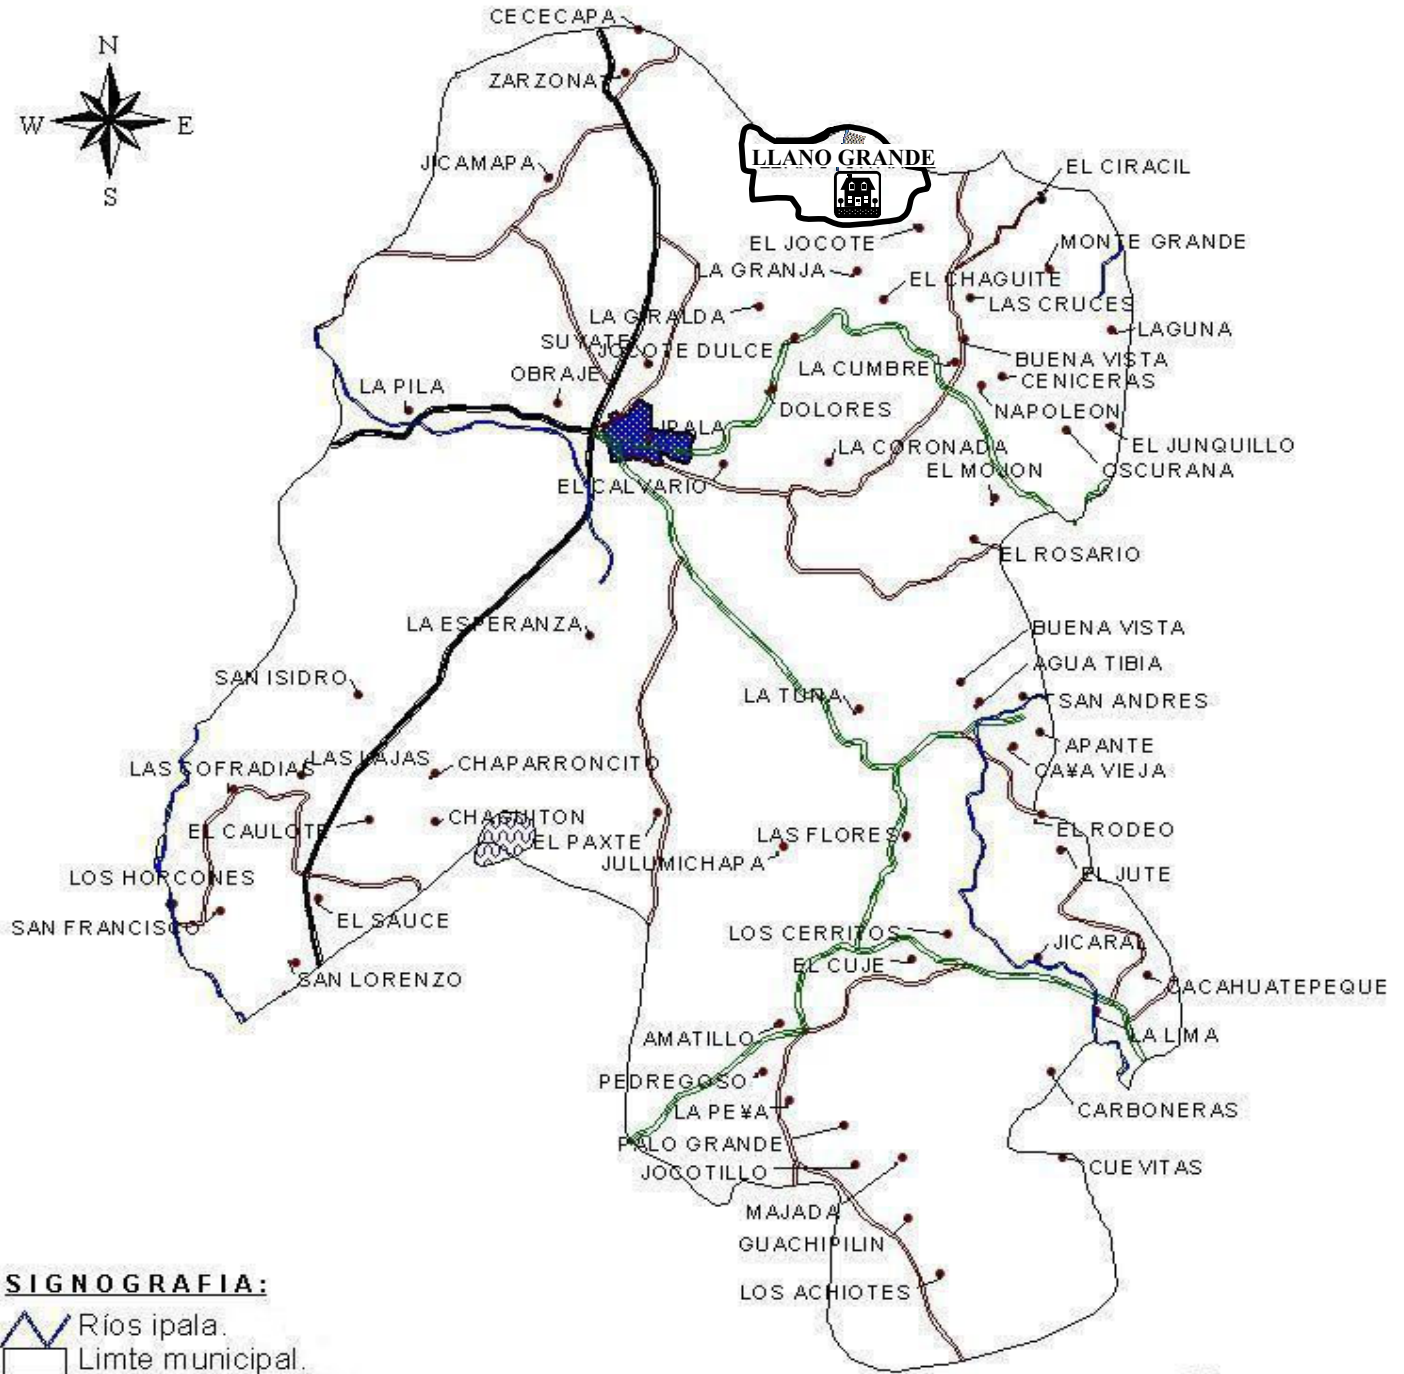 CECECAPA
N
ZARZONA
W
E
LLANO GRANDE
JICAMAPA
EL CIRACIL
S
EL JOCOTE
MONTE GRANDE
LA GRANJA
EL CHAGUITE
LAS CRUCES
LA GIRALDA
LAGUNA
SUYATE
JOCOTE DULCE
BUENA VISTA
LA CUMBRE
OBRAJE
CENICERAS
LA PILA
DOLORES
NAPOLEON
IPALA
LA CORONADA
EL JUNQUILLO
EL MOJON
OSCURANA
EL CALVARIO
EL ROSARIO
LA ESPERANZA
BUENA VISTA
AGUA TIBIA
SAN ISIDRO
LA TUNA
SAN ANDRES
APANTE
LAS LAJAS
CHAPARRONCITO
LAS COFRADIAS
CA¥A VIEJA
CHAGUITON
EL CAULOTE
EL PAXTE
LAS FLORES
EL RODEO
JULUMICHAPA
LOS HORCONES
EL JUTE
EL SAUCE
SAN FRANCISCO
LOS CERRITOS
JICARAL
EL CUJE
SAN LORENZO
CACAHUATEPEQUE
AMATILLO
LA LIMA
PEDREGOSO
LA PE¥A
CARBONERAS
PALO GRANDE
JOCOTILLO
CUEVITAS
MAJADA
GUACHIPILIN
SIGNOGRAFIA:
LOS ACHIOTES
Ríos ipala.
Limte municipal.